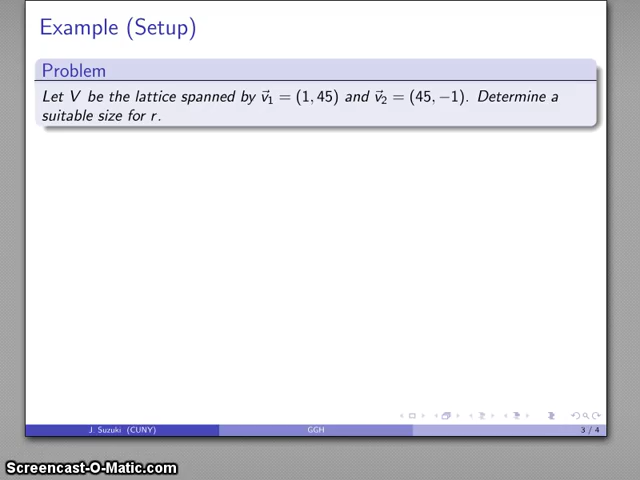 Example (Setup)
Problem
Let V be the lattice spanned by v⃗₁ = (1, 45) and v⃗₂ = (45, −1). Determine a
suitable size for r.
J. Suzuki (CUNY)
GGH
3 / 4
Screencast-O-Matic.com